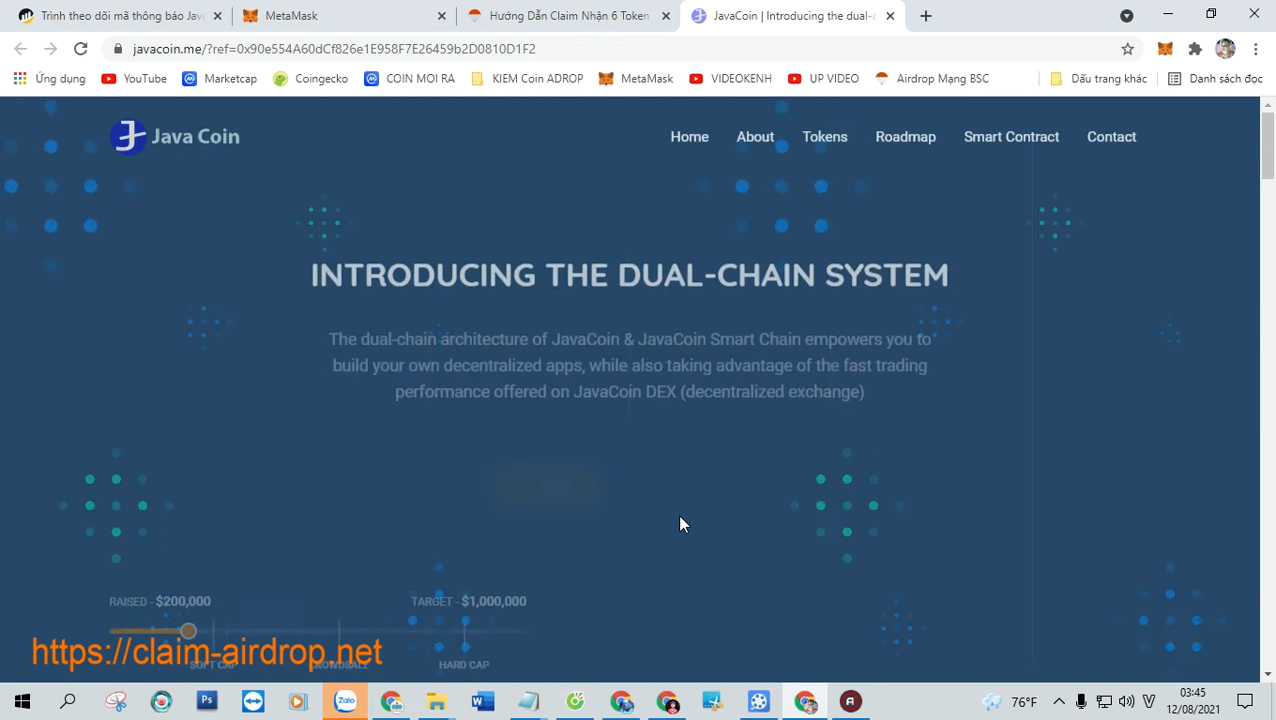 Trình theo dõi mã thông báo Java
MetaMask
Hướng Dẫn Claim Nhận 6 Token
JavaCoin | Introducing the dual-c
javacoin.me/?ref=0x90e554A60dCf826e1E958F7E26459b2D0810D1F2
Ứng dụng
YouTube
Marketcap
Coingecko
COIN MOI RA
KIEM Coin ADROP
MetaMask
VIDEOKENH
UP VIDEO
Airdrop Mạng BSC
Dấu trang khác
Danh sách đọc
Java Coin
Home
About
Tokens
Roadmap
Smart Contract
Contact
INTRODUCING THE DUAL-CHAIN SYSTEM
The dual-chain architecture of JavaCoin & JavaCoin Smart Chain empowers you to
build your own decentralized apps, while also taking advantage of the fast trading
performance offered on JavaCoin DEX (decentralized exchange)
RAISED - $200,000
TARGET - $1,000,000
https://claim-airdrop.net
SOFT CAP
CROWDSALE
HARD CAP
Zalo
76°F
03:45
12/08/2021